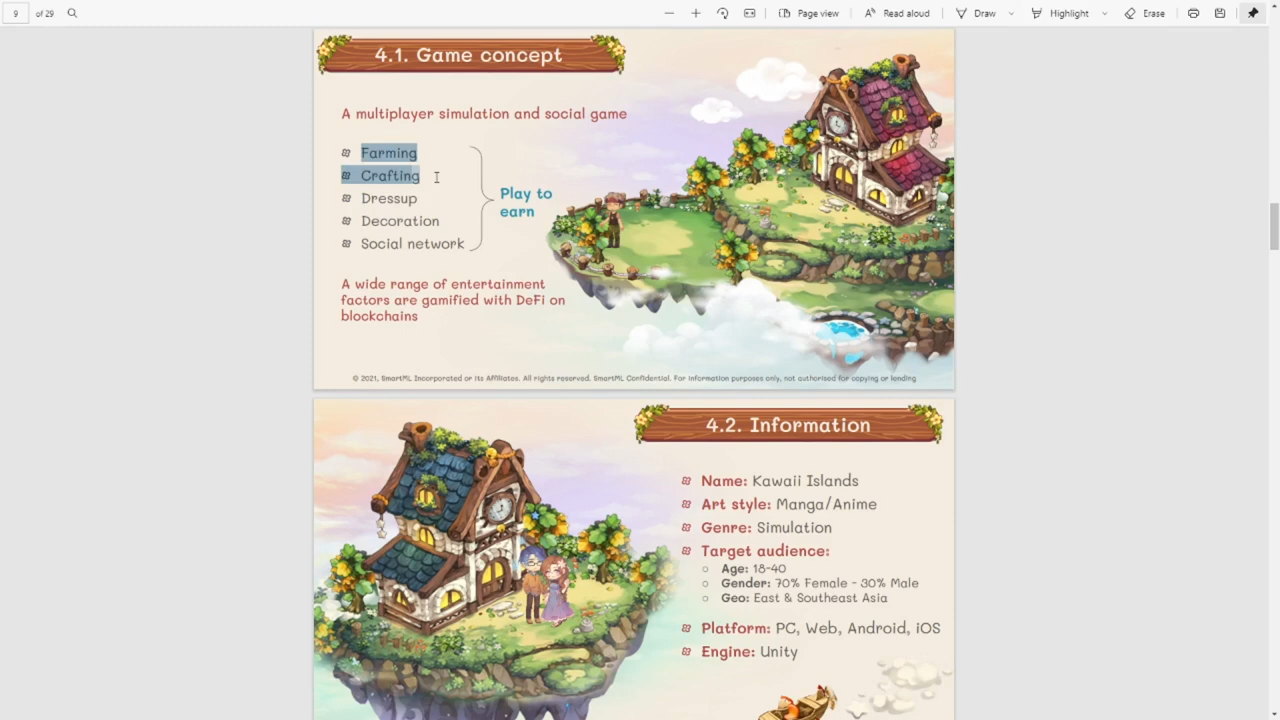 9 of 29
Page view
Read aloud
Draw
Highlight
Erase
4.1. Game concept
A multiplayer simulation and social game
Farming
Crafting
Dressup
Decoration
Social network
Play to
earn
A wide range of entertainment
factors are gamified with DeFi on
blockchains
© 2021, SmartML Incorporated or its Affiliates. All rights reserved. SmartML Confidential. For information purposes only, not authorised for copying or lending
4.2. Information
Name: Kawaii Islands
Art style: Manga/Anime
Genre: Simulation
Target audience:
Age: 18-40
Gender: 70% Female - 30% Male
Geo: East & Southeast Asia
Platform: PC, Web, Android, iOS
Engine: Unity